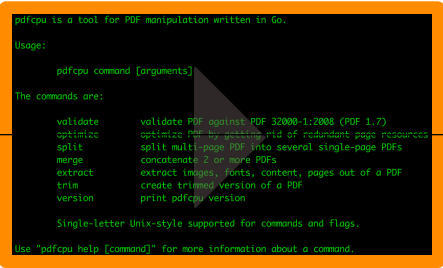 pdfcpu is a tool for PDF manipulation written in Go.
Usage:
pdfcpu command [arguments]
The commands are:
validate validate PDF against PDF 32000-1:2008 (PDF 1.7)
optimize optimize PDF by getting rid of redundant page resources
split split multi-page PDF into several single-page PDFs
merge concatenate 2 or more PDFs
extract extract images, fonts, content, pages out of a PDF
trim create trimmed version of a PDF
version print pdfcpu version
Single-letter Unix-style supported for commands and flags.
Use "pdfcpu help [command]" for more information about a command.